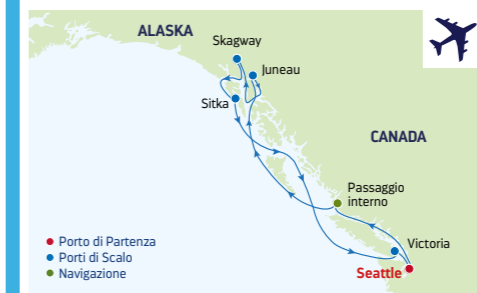 ALASKA
Skagway
Juneau
Sitka
CANADA
Passaggio
interno
Porto di Partenza
Porti di Scalo
Navigazione
Victoria
Seattle